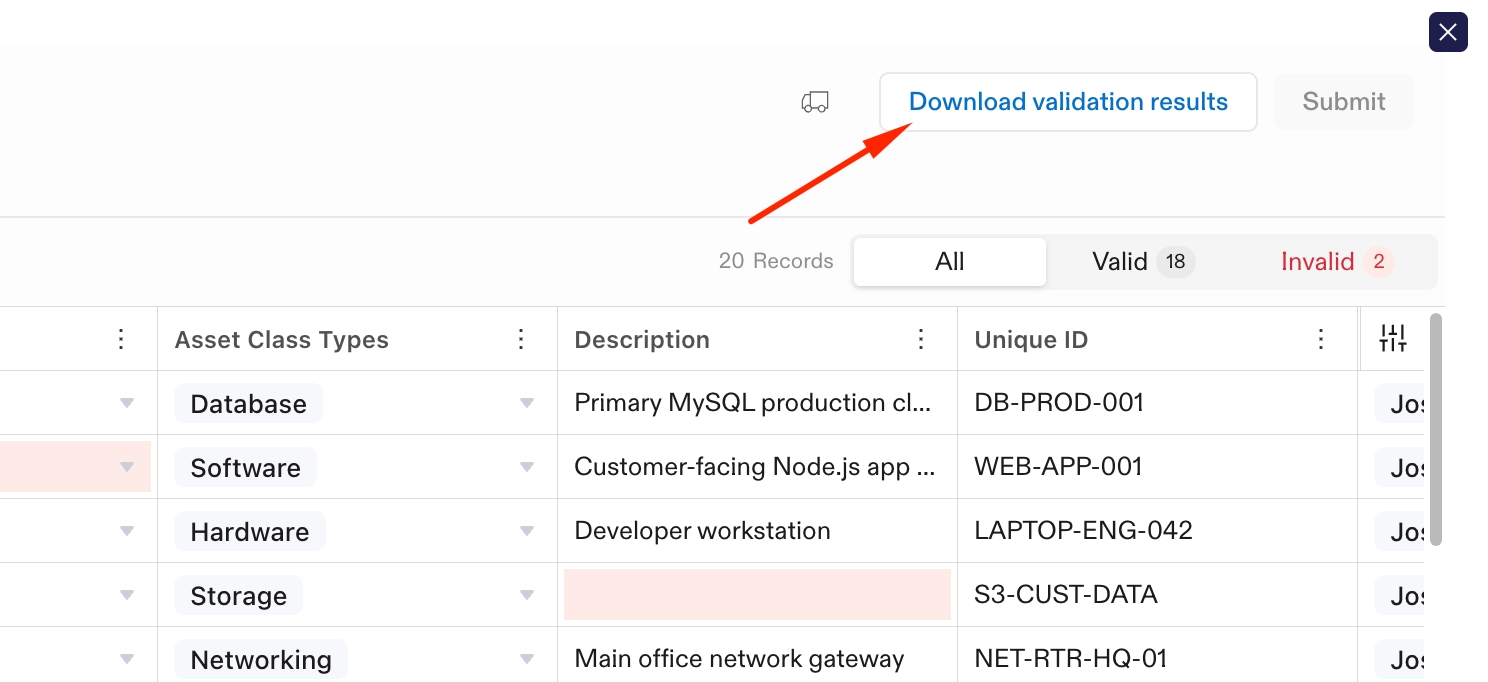 Download validation results
Submit
20 Records
All
Valid 18
Invalid 2
Asset Class Types
Description
Unique ID
Database
Primary MySQL production cl...
DB-PROD-001
Software
Customer-facing Node.js app ...
WEB-APP-001
Hardware
Developer workstation
LAPTOP-ENG-042
Storage
S3-CUST-DATA
Networking
Main office network gateway
NET-RTR-HQ-01